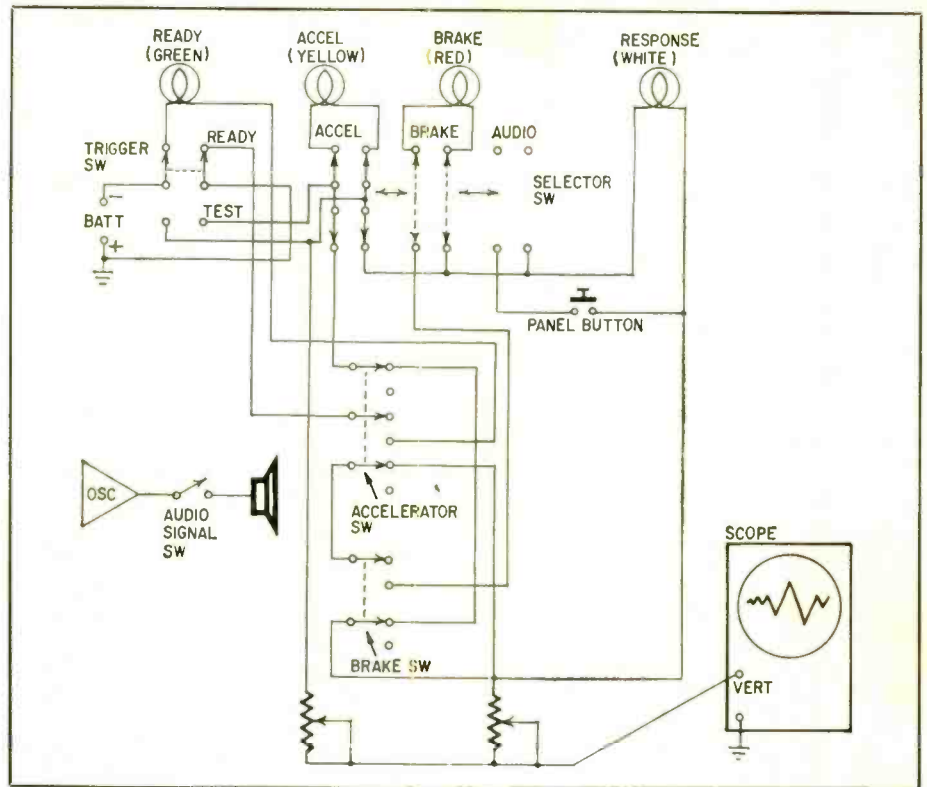 READY
(GREEN)
ACCEL
(YELLOW)
BRAKE
(RED)
RESPONSE
(WHITE)
TRIGGER
SW
READY
ACCEL
BRAKE
AUDIO
SELECTOR
SW
-
BATT
+
TEST
PANEL BUTTON
OSC
AUDIO
SIGNAL
SW
ACCELERATOR
SW
BRAKE SW
SCOPE
VERT